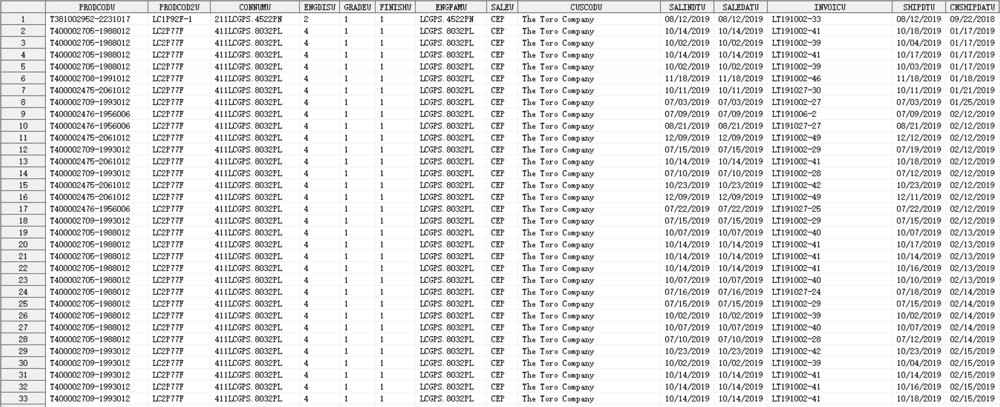 PRODCODU PRODCOD2U CONNUMU ENGDISU GRADEU FINISHU ENGFAMU SALEU CUSCODU SALINDTU SALEDATU INVOICU SHIPDTU CNSHIPDATU
1 T381002952-2231017 LC1P92F-1 211LCGPS.4522PN 2 1 1 LCGPS.4522PN CEP The Toro Company 08/12/2019 08/12/2019 LT191002-33 08/12/2019 09/22/2018
2 T400002705-1988012 LC2P77F 411LCGPS.8032PL 4 1 1 LCGPS.8032PL CEP The Toro Company 10/14/2019 10/14/2019 LT191002-41 10/18/2019 01/17/2019
3 T400002705-1988012 LC2P77F 411LCGPS.8032PL 4 1 1 LCGPS.8032PL CEP The Toro Company 10/02/2019 10/02/2019 LT191002-39 10/04/2019 01/17/2019
4 T400002705-1988012 LC2P77F 411LCGPS.8032PL 4 1 1 LCGPS.8032PL CEP The Toro Company 10/14/2019 10/14/2019 LT191002-41 10/17/2019 01/17/2019
5 T400002705-1988012 LC2P77F 411LCGPS.8032PL 4 1 1 LCGPS.8032PL CEP The Toro Company 10/02/2019 10/02/2019 LT191002-39 10/03/2019 01/17/2019
6 T400002708-1991012 LC2P77F 411LCGPS.8032PL 4 1 1 LCGPS.8032PL CEP The Toro Company 11/18/2019 11/18/2019 LT191002-46 11/18/2019 01/18/2019
7 T400002475-2061012 LC2P77F 411LCGPS.8032PL 4 1 1 LCGPS.8032PL CEP The Toro Company 10/11/2019 10/11/2019 LT191027-30 10/11/2019 01/21/2019
8 T400002709-1993012 LC2P77F 411LCGPS.8032PL 4 1 1 LCGPS.8032PL CEP The Toro Company 07/03/2019 07/03/2019 LT191002-27 07/03/2019 01/25/2019
9 T400002476-1956006 LC2P77F 411LCGPS.8032PL 4 1 1 LCGPS.8032PL CEP The Toro Company 07/09/2019 07/09/2019 LT191006-2 07/09/2019 02/12/2019
10 T400002476-1956006 LC2P77F 411LCGPS.8032PL 4 1 1 LCGPS.8032PL CEP The Toro Company 08/21/2019 08/21/2019 LT191027-27 08/21/2019 02/12/2019
11 T400002475-2061012 LC2P77F 411LCGPS.8032PL 4 1 1 LCGPS.8032PL CEP The Toro Company 12/09/2019 12/09/2019 LT191002-49 12/12/2019 02/12/2019
12 T400002709-1993012 LC2P77F 411LCGPS.8032PL 4 1 1 LCGPS.8032PL CEP The Toro Company 07/15/2019 07/15/2019 LT191002-29 07/19/2019 02/12/2019
13 T400002475-2061012 LC2P77F 411LCGPS.8032PL 4 1 1 LCGPS.8032PL CEP The Toro Company 10/14/2019 10/14/2019 LT191002-41 10/18/2019 02/12/2019
14 T400002709-1993012 LC2P77F 411LCGPS.8032PL 4 1 1 LCGPS.8032PL CEP The Toro Company 07/10/2019 07/10/2019 LT191002-28 07/12/2019 02/12/2019
15 T400002475-2061012 LC2P77F 411LCGPS.8032PL 4 1 1 LCGPS.8032PL CEP The Toro Company 10/23/2019 10/23/2019 LT191002-42 10/23/2019 02/12/2019
16 T400002475-2061012 LC2P77F 411LCGPS.8032PL 4 1 1 LCGPS.8032PL CEP The Toro Company 12/09/2019 12/09/2019 LT191002-49 12/11/2019 02/12/2019
17 T400002476-1956006 LC2P77F 411LCGPS.8032PL 4 1 1 LCGPS.8032PL CEP The Toro Company 07/22/2019 07/22/2019 LT191027-25 07/22/2019 02/12/2019
18 T400002709-1993012 LC2P77F 411LCGPS.8032PL 4 1 1 LCGPS.8032PL CEP The Toro Company 07/15/2019 07/15/2019 LT191002-29 07/15/2019 02/12/2019
19 T400002705-1988012 LC2P77F 411LCGPS.8032PL 4 1 1 LCGPS.8032PL CEP The Toro Company 10/07/2019 10/07/2019 LT191002-40 10/07/2019 02/13/2019
20 T400002705-1988012 LC2P77F 411LCGPS.8032PL 4 1 1 LCGPS.8032PL CEP The Toro Company 10/14/2019 10/14/2019 LT191002-41 10/17/2019 02/13/2019
21 T400002705-1988012 LC2P77F 411LCGPS.8032PL 4 1 1 LCGPS.8032PL CEP The Toro Company 10/14/2019 10/14/2019 LT191002-41 10/14/2019 02/13/2019
22 T400002705-1988012 LC2P77F 411LCGPS.8032PL 4 1 1 LCGPS.8032PL CEP The Toro Company 10/14/2019 10/14/2019 LT191002-41 10/16/2019 02/13/2019
23 T400002705-1988012 LC2P77F 411LCGPS.8032PL 4 1 1 LCGPS.8032PL CEP The Toro Company 10/07/2019 10/07/2019 LT191002-40 10/10/2019 02/13/2019
24 T400002705-1988012 LC2P77F 411LCGPS.8032PL 4 1 1 LCGPS.8032PL CEP The Toro Company 07/16/2019 07/16/2019 LT191027-24 07/18/2019 02/14/2019
25 T400002705-1988012 LC2P77F 411LCGPS.8032PL 4 1 1 LCGPS.8032PL CEP The Toro Company 07/15/2019 07/15/2019 LT191002-29 07/15/2019 02/14/2019
26 T400002705-1988012 LC2P77F 411LCGPS.8032PL 4 1 1 LCGPS.8032PL CEP The Toro Company 10/02/2019 10/02/2019 LT191002-39 10/02/2019 02/14/2019
27 T400002705-1988012 LC2P77F 411LCGPS.8032PL 4 1 1 LCGPS.8032PL CEP The Toro Company 10/07/2019 10/07/2019 LT191002-40 10/07/2019 02/14/2019
28 T400002705-1988012 LC2P77F 411LCGPS.8032PL 4 1 1 LCGPS.8032PL CEP The Toro Company 07/10/2019 07/10/2019 LT191002-28 07/12/2019 02/14/2019
29 T400002709-1993012 LC2P77F 411LCGPS.8032PL 4 1 1 LCGPS.8032PL CEP The Toro Company 10/23/2019 10/23/2019 LT191002-42 10/23/2019 02/15/2019
30 T400002709-1993012 LC2P77F 411LCGPS.8032PL 4 1 1 LCGPS.8032PL CEP The Toro Company 10/02/2019 10/02/2019 LT191002-39 10/04/2019 02/15/2019
31 T400002709-1993012 LC2P77F 411LCGPS.8032PL 4 1 1 LCGPS.8032PL CEP The Toro Company 10/14/2019 10/14/2019 LT191002-41 10/14/2019 02/15/2019
32 T400002709-1993012 LC2P77F 411LCGPS.8032PL 4 1 1 LCGPS.8032PL CEP The Toro Company 10/14/2019 10/14/2019 LT191002-41 10/16/2019 02/15/2019
33 T400002709-1993012 LC2P77F 411LCGPS.8032PL 4 1 1 LCGPS.8032PL CEP The Toro Company 10/14/2019 10/14/2019 LT191002-41 10/18/2019 02/15/2019